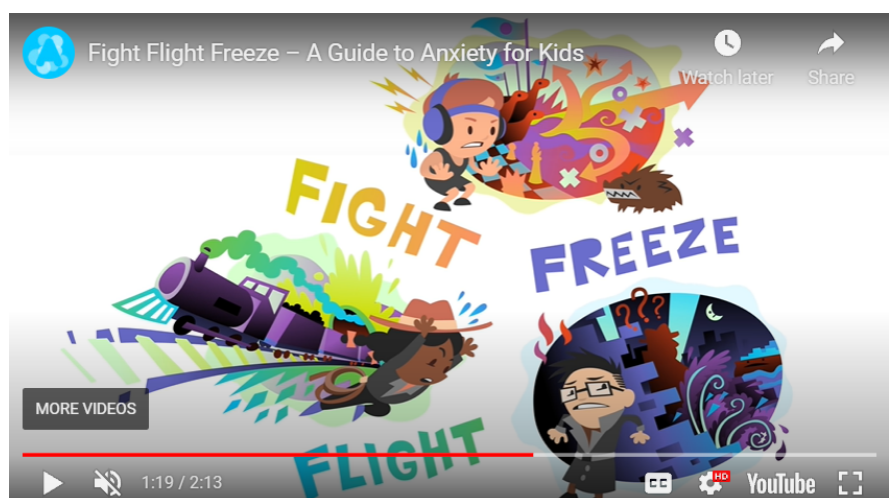 Fight Flight Freeze – A Guide to Anxiety for Kids
Watch later
Share
FIGHT
FREEZE
???
MORE VIDEOS
FLIGHT
1:19 / 2:13
CC
HD
YouTube